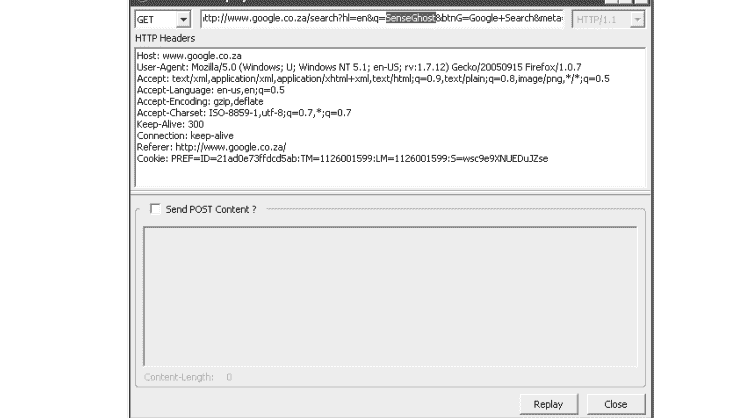 GET ttp://www.google.co.za/search?hl=en&q=SenseGhost&btnG=Google+Search&meta= HTTP/1.1
HTTP Headers
Host: www.google.co.za
User-Agent: Mozilla/5.0 (Windows; U; Windows NT 5.1; en-US; rv:1.7.12) Gecko/20050915 Firefox/1.0.7
Accept: text/xml,application/xml,application/xhtml+xml,text/html;q=0.9,text/plain;q=0.8,image/png,*/*;q=0.5
Accept-Language: en-us,en;q=0.5
Accept-Encoding: gzip,deflate
Accept-Charset: ISO-8859-1,utf-8;q=0.7,*;q=0.7
Keep-Alive: 300
Connection: keep-alive
Referer: http://www.google.co.za/
Cookie: PREF=ID=21ad0e73ffdcd5ab:TM=1126001599:LM=1126001599:S=wsc9e9XNUEDuJZse
Send POST Content ?
Content-Length: 0
Replay Close